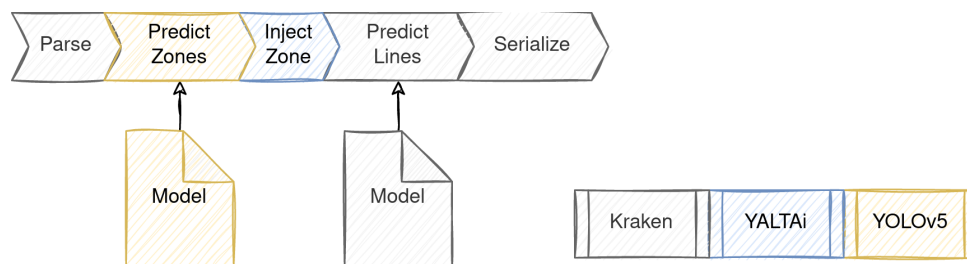 Parse
Predict
Zones
Inject
Zone
Predict
Lines
Serialize
Model
Model
Kraken
YALTAi
YOLOv5